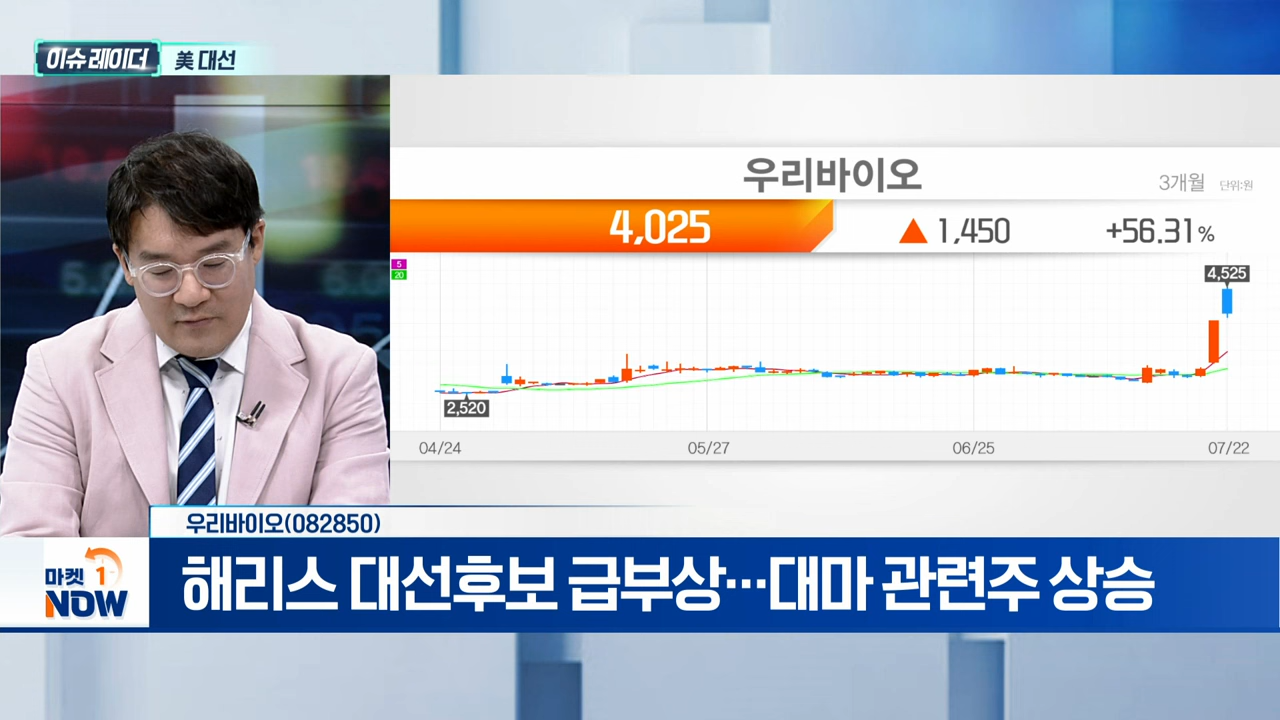 이슈 레이더 美 대선
우리바이오
3개월 단위:원
4,025 ▲ 1,450 +56.31%
5
20
4,525
2,520
04/24 05/27 06/25 07/22
우리바이오(082850)
마켓 1
NOW
해리스 대선후보 급부상…대마 관련주 상승